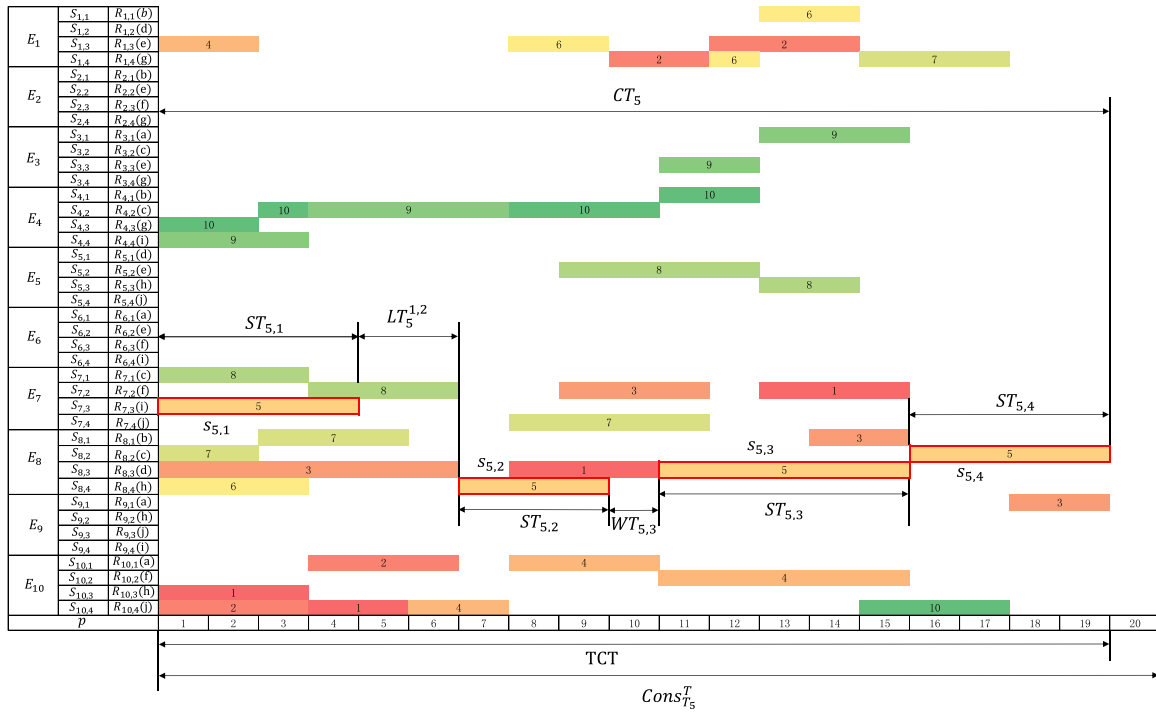 S1,1 R1,1(b) 6
S1,2 R1,2(d)
E1
S1,3 R1,3(e) 4 6 2
S1,4 R1,4(g) 2 6 7
S2,1 R2,1(b)
S2,2 R2,2(e) CT5
E2
S2,3 R2,3(f)
S2,4 R2,4(g)
S3,1 R3,1(a) 9
S3,2 R3,2(c)
E3
S3,3 R3,3(e) 9
S3,4 R3,4(g)
S4,1 R4,1(b) 10
S4,2 R4,2(c) 10 9 10
E4
S4,3 R4,3(g) 10
S4,4 R4,4(i) 9
S5,1 R5,1(d)
S5,2 R5,2(e) 8
E5
S5,3 R5,3(h) 8
S5,4 R5,4(j)
S6,1 R6,1(a)
ST5,1 LT5^1,2
S6,2 R6,2(e)
E6
S6,3 R6,3(f)
S6,4 R6,4(i)
S7,1 R7,1(c) 8
S7,2 R7,2(f) 8 3 1
E7
S7,3 R7,3(i) 5 ST5,4
S7,4 R7,4(j) 7
s5,1
S8,1 R8,1(b) 7 3
S8,2 R8,2(c) 7 s5,3 5
E8
S8,3 R8,3(d) 3 s5,2 1 5 s5,4
S8,4 R8,4(h) 6 5
S9,1 R9,1(a) 3
S9,2 R9,2(h) ST5,2 WT5,3 ST5,3
E9
S9,3 R9,3(j)
S9,4 R9,4(i)
S10,1 R10,1(a) 2 4
S10,2 R10,2(f) 4
E10
S10,3 R10,3(h) 1
S10,4 R10,4(j) 2 1 4 10
p 1 2 3 4 5 6 7 8 9 10 11 12 13 14 15 16 17 18 19 20
TCT
Cons^T_T5